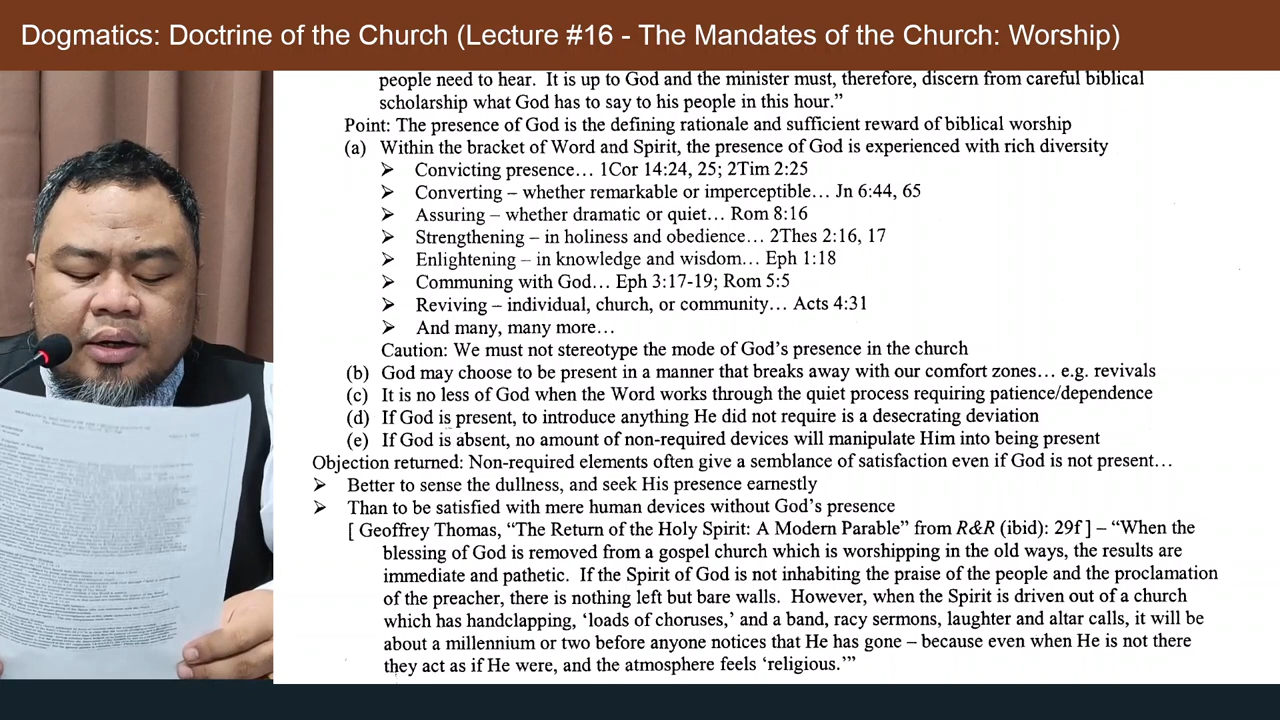 Dogmatics: Doctrine of the Church (Lecture #16 - The Mandates of the Church: Worship)
people need to hear.  It is up to God and the minister must, therefore, discern from careful biblical
scholarship what God has to say to his people in this hour.”
Point: The presence of God is the defining rationale and sufficient reward of biblical worship
(a) Within the bracket of Word and Spirit, the presence of God is experienced with rich diversity
➢ Convicting presence… 1Cor 14:24, 25; 2Tim 2:25
➢ Converting – whether remarkable or imperceptible… Jn 6:44, 65
➢ Assuring – whether dramatic or quiet… Rom 8:16
➢ Strengthening – in holiness and obedience… 2Thes 2:16, 17
➢ Enlightening – in knowledge and wisdom… Eph 1:18
➢ Communing with God… Eph 3:17-19; Rom 5:5
➢ Reviving – individual, church, or community… Acts 4:31
➢ And many, many more…
Caution: We must not stereotype the mode of God’s presence in the church
(b) God may choose to be present in a manner that breaks away with our comfort zones… e.g. revivals
(c) It is no less of God when the Word works through the quiet process requiring patience/dependence
(d) If God is present, to introduce anything He did not require is a desecrating deviation
(e) If God is absent, no amount of non-required devices will manipulate Him into being present
Objection returned: Non-required elements often give a semblance of satisfaction even if God is not present…
➢ Better to sense the dullness, and seek His presence earnestly
➢ Than to be satisfied with mere human devices without God’s presence
[ Geoffrey Thomas, “The Return of the Holy Spirit: A Modern Parable” from R&R (ibid): 29f ] – “When the
blessing of God is removed from a gospel church which is worshipping in the old ways, the results are
immediate and pathetic.  If the Spirit of God is not inhabiting the praise of the people and the proclamation
of the preacher, there is nothing left but bare walls.  However, when the Spirit is driven out of a church
which has handclapping, ‘loads of choruses,’ and a band, racy sermons, laughter and altar calls, it will be
about a millennium or two before anyone notices that He has gone – because even when He is not there
they act as if He were, and the atmosphere feels ‘religious.’”